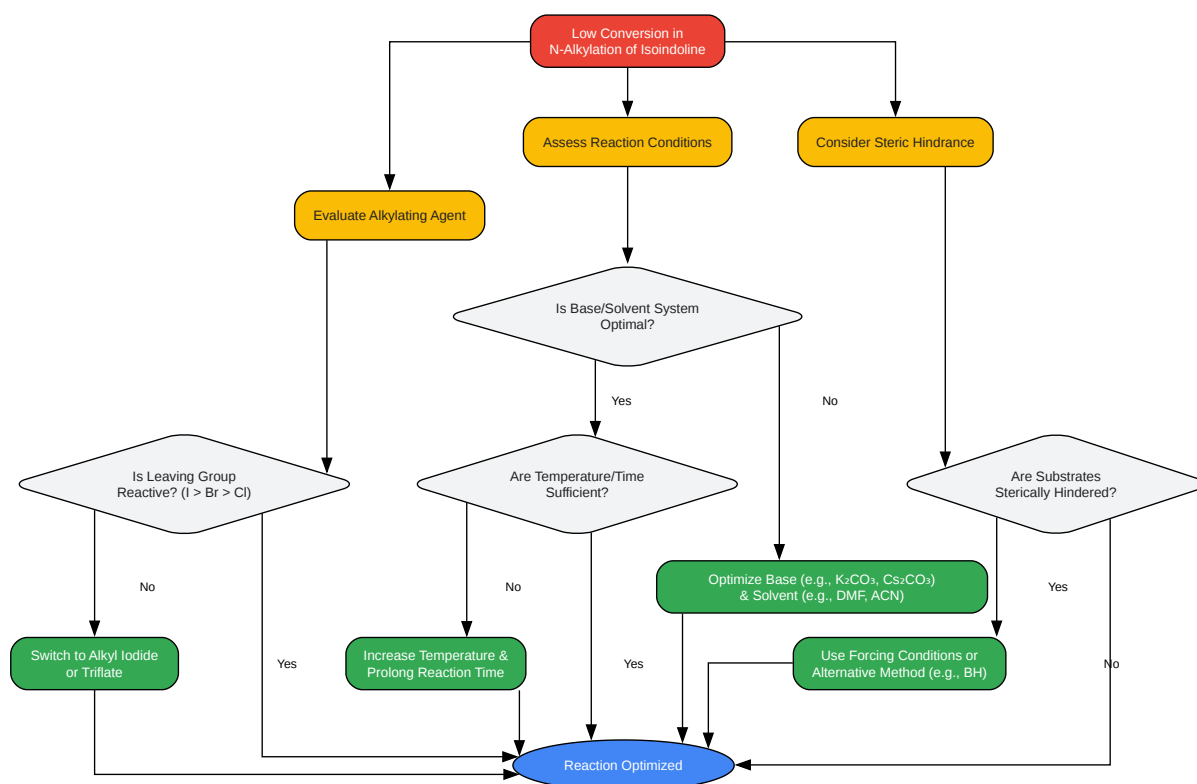 Low Conversion in
N-Alkylation of Isoindoline
Assess Reaction Conditions
Consider Steric Hindrance
Evaluate Alkylating Agent
Is Base/Solvent System
Optimal?
Yes
No
Is Leaving Group
Reactive? (I > Br > Cl)
Are Temperature/Time
Sufficient?
Are Substrates
Sterically Hindered?
No
No
Optimize Base (e.g., K₂CO₃, Cs₂CO₃)
& Solvent (e.g., DMF, ACN)
Yes
Switch to Alkyl Iodide
or Triflate
Yes
Increase Temperature &
Prolong Reaction Time
Yes
Use Forcing Conditions or
Alternative Method (e.g., BH)
No
Reaction Optimized